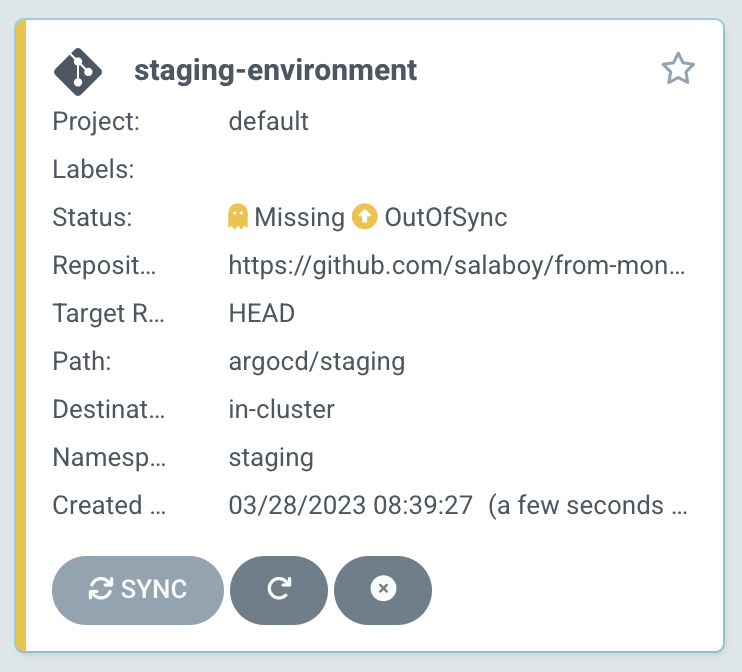 staging-environment
Project: default
Labels:
Status: Missing OutOfSync
Reposit... https://github.com/salaboy/from-mon...
Target R... HEAD
Path: argocd/staging
Destinat... in-cluster
Namesp... staging
Created ... 03/28/2023 08:39:27 (a few seconds ...
SYNC